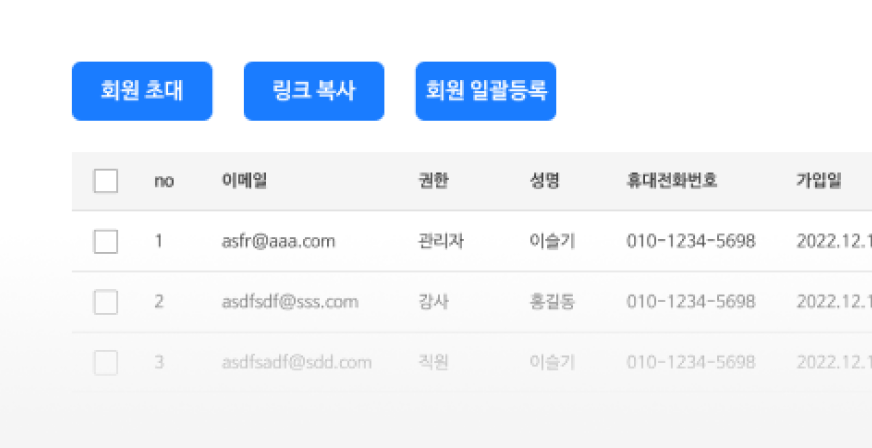 회원 초대 링크 복사 회원 일괄등록
no 이메일 권한 성명 휴대전화번호 가입일
1 asfr@aaa.com 관리자 이슬기 010-1234-5698 2022.12.1
2 asdfsdf@sss.com 강사 홍길동 010-1234-5698 2022.12.1
3 asdfsadf@sdd.com 직원 이슬기 010-1234-5698 2022.12.1